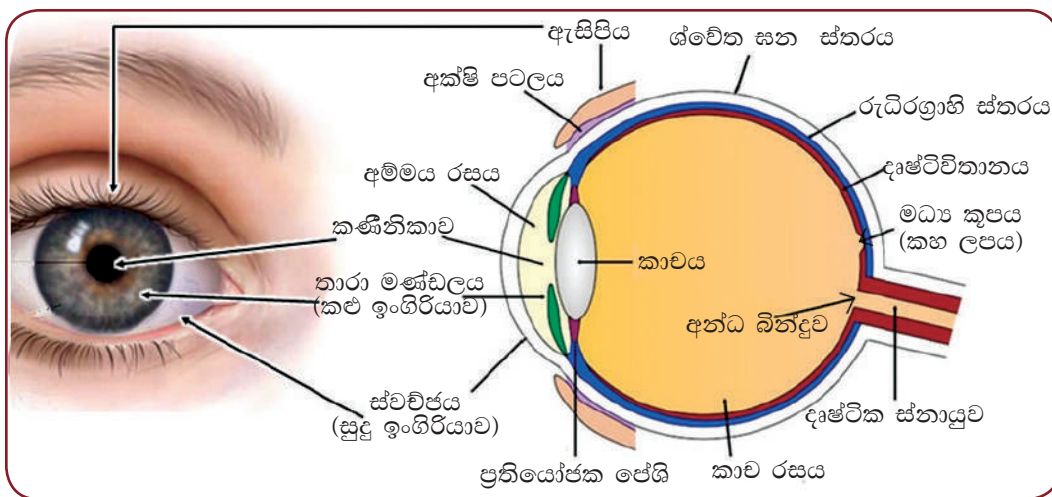 ඇසිපිය
ශ්වේත ඝන ස්තරය
අක්ෂි පටලය
රුධිරග්‍රාහි ස්තරය
අම්මය රසය
දෘෂ්ටිවිතානය
මධ්‍ය කූපය
(කහ ලපය)
කණීනිකාව
කාචය
තාරා මණ්ඩලය
(කළු ඉංගිරියාව)
අන්ධ බින්දුව
ස්වච්ජය
(සුදු ඉංගිරියාව)
දෘෂ්ටික ස්නායුව
ප්‍රතියෝජක පේශි
කාච රසය